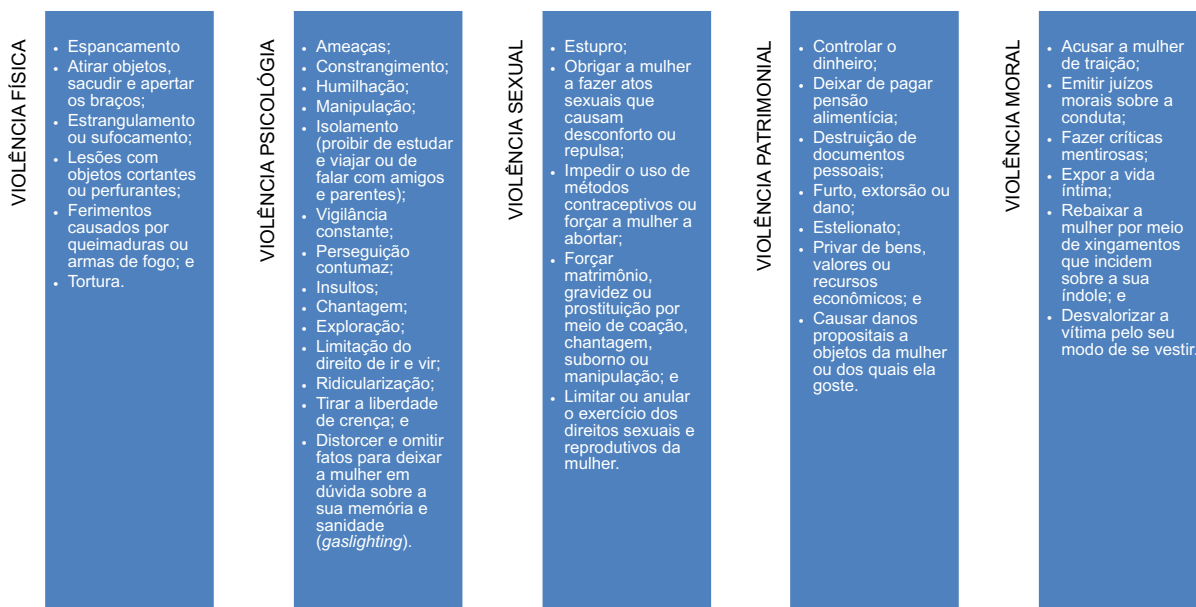 VIOLÊNCIA FÍSICA
• Espancamento
• Atirar objetos,
sacudir e apertar
os braços;
• Estrangulamento
ou sufocamento;
• Lesões com
objetos cortantes
ou perfurantes;
• Ferimentos
causados por
queimaduras ou
armas de fogo; e
• Tortura.
VIOLÊNCIA PSICOLÓGIA
• Ameaças;
• Constrangimento;
• Humilhação;
• Manipulação;
• Isolamento
(proibir de estudar
e viajar ou de
falar com amigos
e parentes);
• Vigilância
constante;
• Perseguição
contumaz;
• Insultos;
• Chantagem;
• Exploração;
• Limitação do
direito de ir e vir;
• Ridicularização;
• Tirar a liberdade
de crença; e
• Distorcer e omitir
fatos para deixar
a mulher em
dúvida sobre a
sua memória e
sanidade
(gaslighting).
VIOLÊNCIA SEXUAL
• Estupro;
• Obrigar a mulher
a fazer atos
sexuais que
causam
desconforto ou
repulsa;
• Impedir o uso de
métodos
contraceptivos ou
forçar a mulher a
abortar;
• Forçar
matrimônio,
gravidez ou
prostituição por
meio de coação,
chantagem,
suborno ou
manipulação; e
• Limitar ou anular
o exercício dos
direitos sexuais e
reprodutivos da
mulher.
VIOLÊNCIA PATRIMONIAL
• Controlar o
dinheiro;
• Deixar de pagar
pensão
alimentícia;
• Destruição de
documentos
pessoais;
• Furto, extorsão ou
dano;
• Estelionato;
• Privar de bens,
valores ou
recursos
econômicos; e
• Causar danos
propositais a
objetos da mulher
ou dos quais ela
goste.
VIOLÊNCIA MORAL
• Acusar a mulher
de traição;
• Emitir juízos
morais sobre a
conduta;
• Fazer críticas
mentirosas;
• Expor a vida
íntima;
• Rebaixar a
mulher por meio
de xingamentos
que incidem
sobre a sua
índole; e
• Desvalorizar a
vítima pelo seu
modo de se vestir.